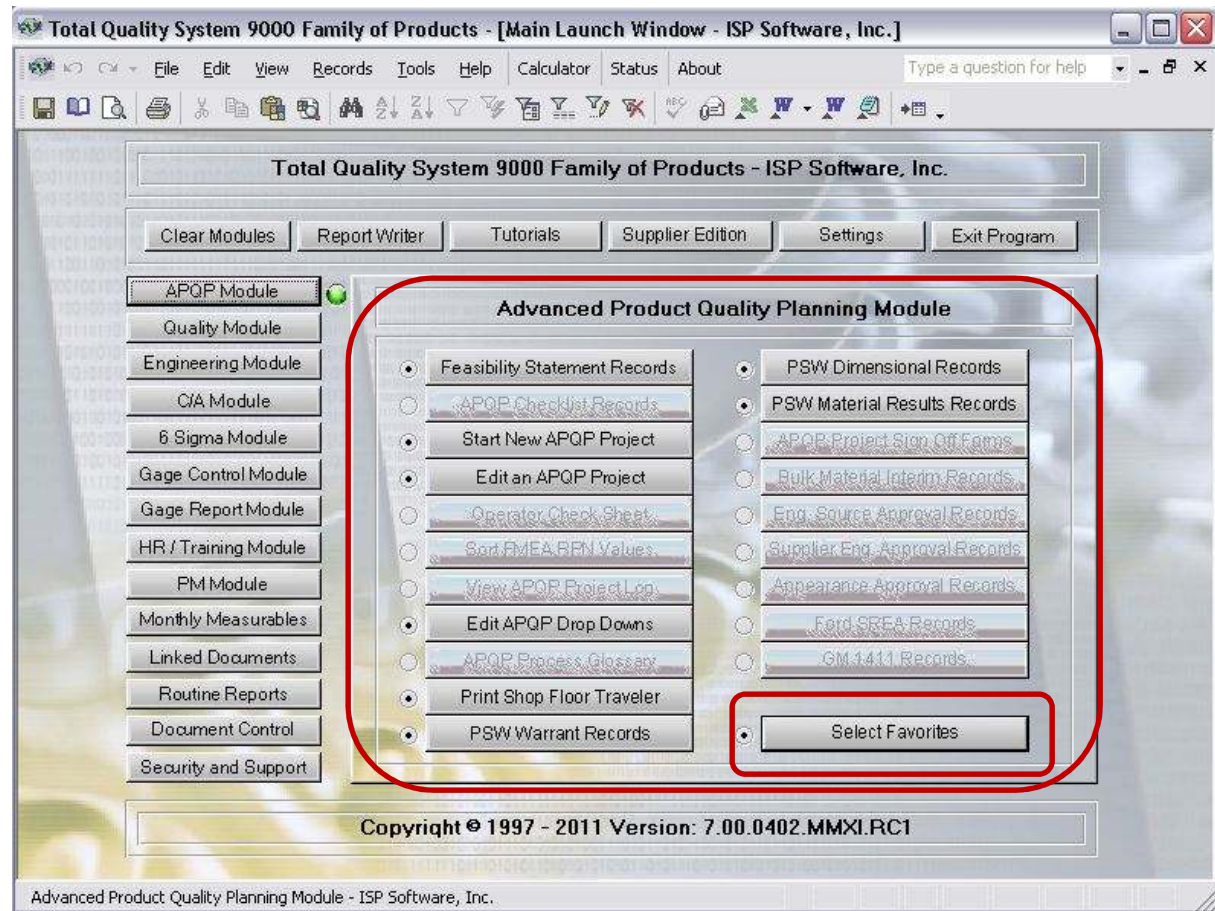 Total Quality System 9000 Family of Products - [Main Launch Window - ISP Software, Inc.]
File Edit View Records Tools Help Calculator Status About Type a question for help
Total Quality System 9000 Family of Products - ISP Software, Inc.
Clear Modules Report Writer Tutorials Supplier Edition Settings Exit Program
APQP Module
Quality Module
Engineering Module
C/A Module
6 Sigma Module
Gage Control Module
Gage Report Module
HR / Training Module
PM Module
Monthly Measurables
Linked Documents
Routine Reports
Document Control
Security and Support
Advanced Product Quality Planning Module
Feasibility Statement Records
APQP Checklist Records
Start New APQP Project
Edit an APQP Project
Operator Check Sheet
Sort FMEA RPN Values
View APQP Project Log
Edit APQP Drop Downs
APQP Process Glossary
Print Shop Floor Traveler
PSW Warrant Records
PSW Dimensional Records
PSW Material Results Records
APQP Project Sign Off Forms
Bulk Material Interim Records
Eng. Source Approval Records
Supplier Eng. Approval Records
Appearance Approval Records
Ford SREA Records
GM 1411 Records
Select Favorites
Copyright © 1997 - 2011 Version: 7.00.0402.MMXI.RC1
Advanced Product Quality Planning Module - ISP Software, Inc.